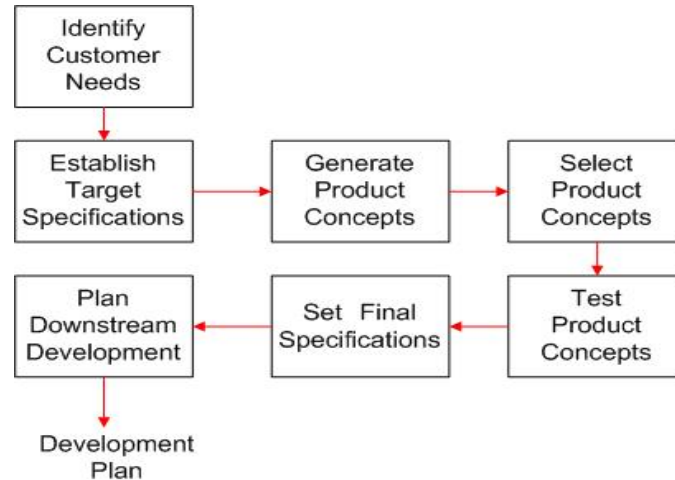 Identify
Customer
Needs
Establish
Target
Specifications
Generate
Product
Concepts
Select
Product
Concepts
Test
Product
Concepts
Set Final
Specifications
Plan
Downstream
Development
Development
Plan